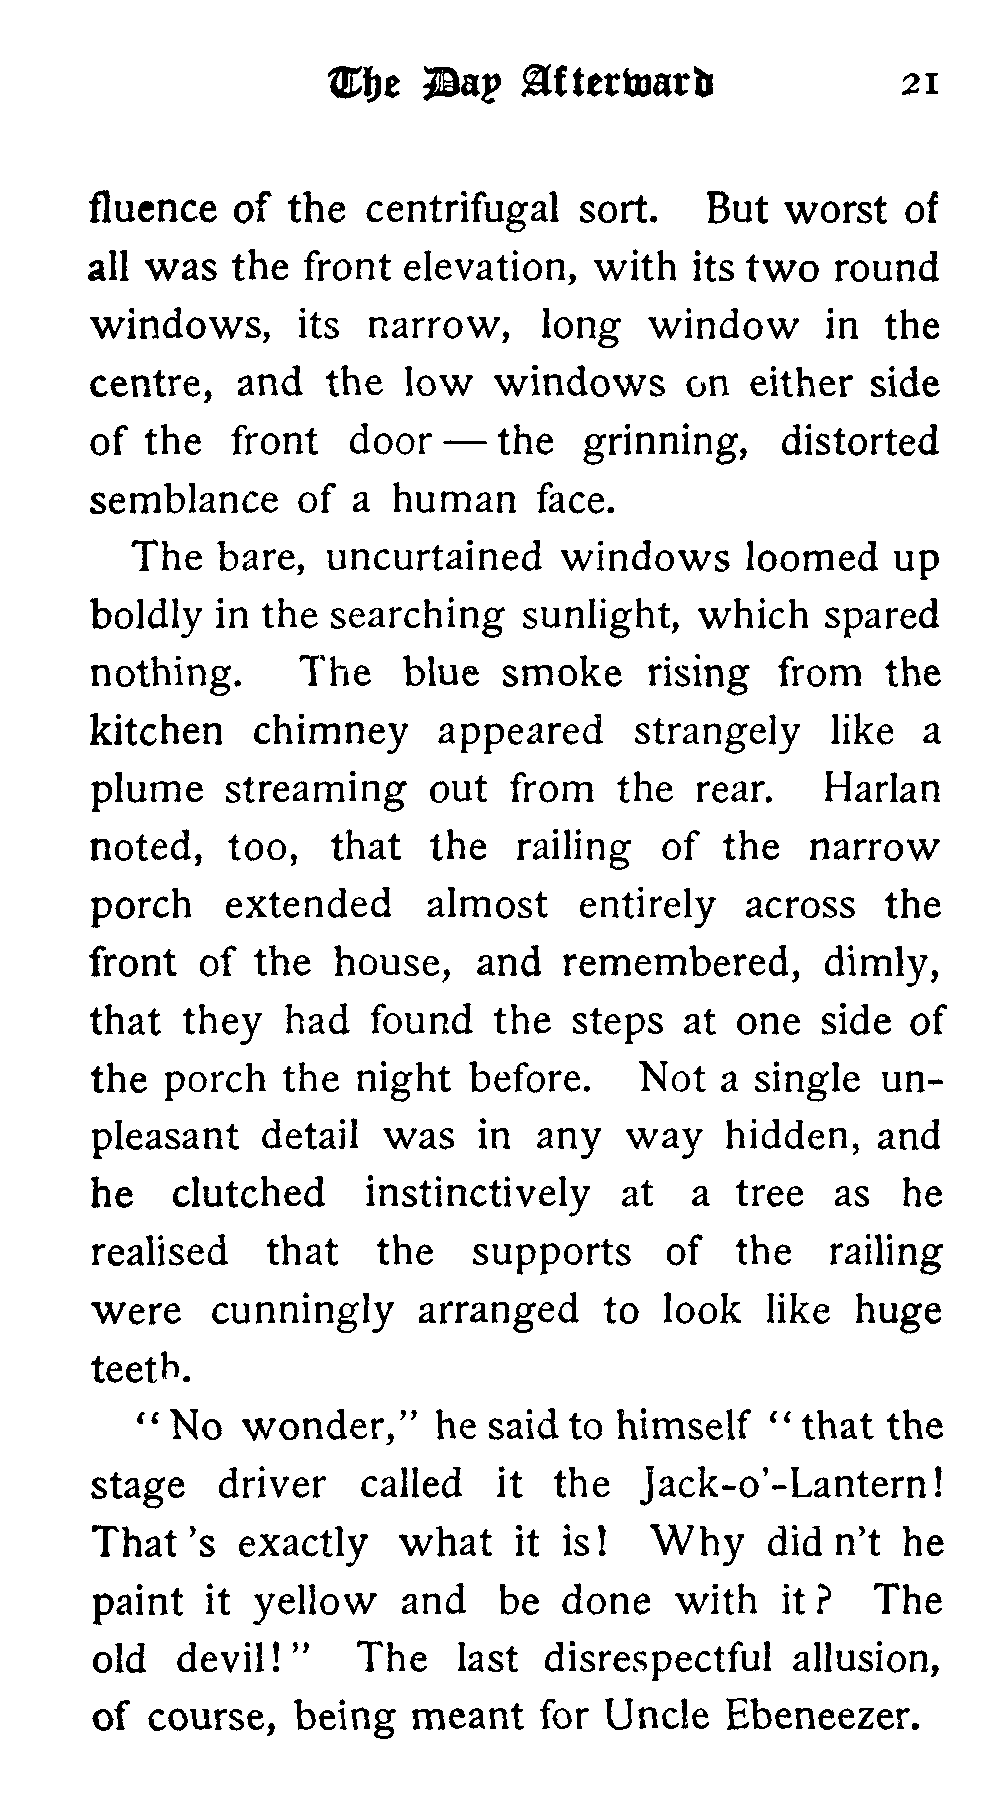 The Day Afterward 21
fluence of the centrifugal sort. But worst of
all was the front elevation, with its two round
windows, its narrow, long window in the
centre, and the low windows on either side
of the front door — the grinning, distorted
semblance of a human face.
The bare, uncurtained windows loomed up
boldly in the searching sunlight, which spared
nothing. The blue smoke rising from the
kitchen chimney appeared strangely like a
plume streaming out from the rear. Harlan
noted, too, that the railing of the narrow
porch extended almost entirely across the
front of the house, and remembered, dimly,
that they had found the steps at one side of
the porch the night before. Not a single un-
pleasant detail was in any way hidden, and
he clutched instinctively at a tree as he
realised that the supports of the railing
were cunningly arranged to look like huge
teeth.
"No wonder," he said to himself "that the
stage driver called it the Jack-o'-Lantern!
That's exactly what it is! Why did n't he
paint it yellow and be done with it? The
old devil!" The last disrespectful allusion,
of course, being meant for Uncle Ebeneezer.